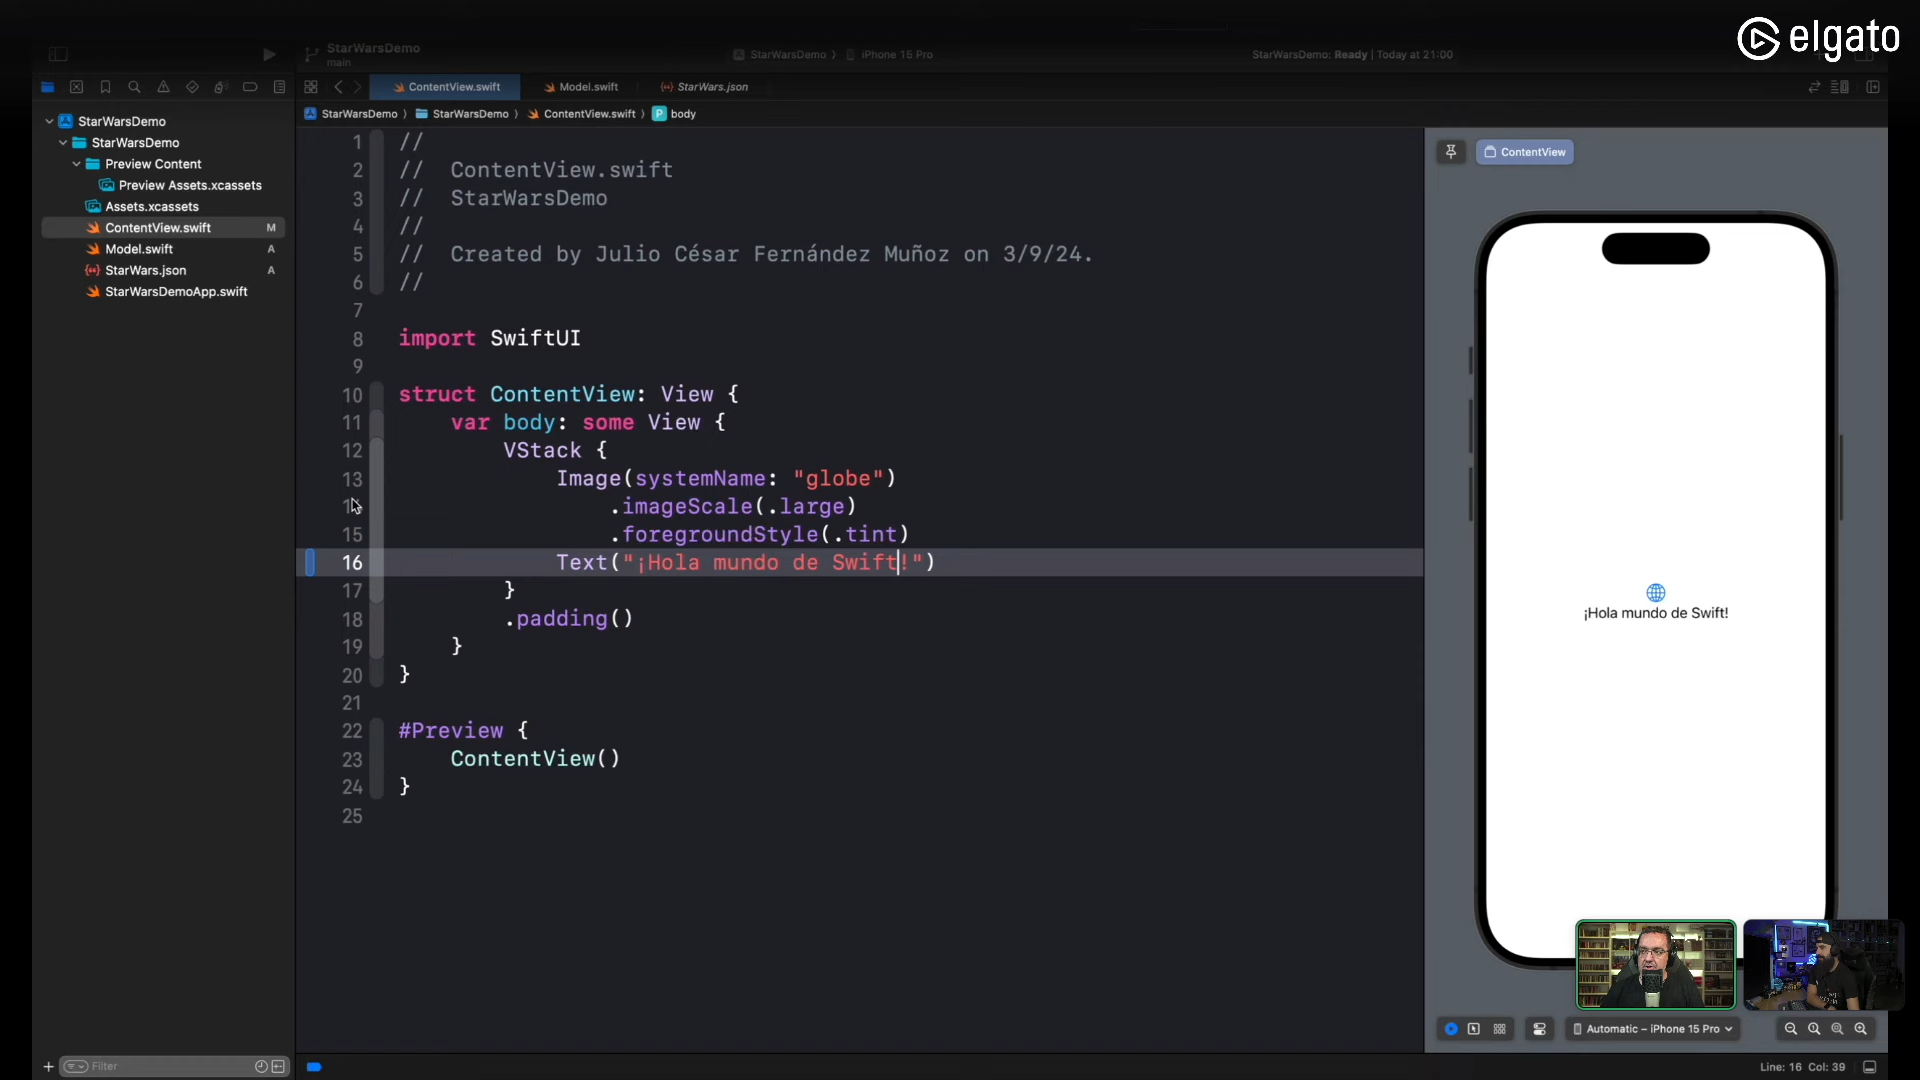 elgato
StarWarsDemo
main
StarWarsDemo 〉 iPhone 15 Pro
StarWarsDemo: Ready | Today at 21:00
ContentView.swift
Model.swift
StarWars.json
StarWarsDemo 〉 StarWarsDemo 〉 ContentView.swift 〉 P body
StarWarsDemo
StarWarsDemo
Preview Content
Preview Assets.xcassets
Assets.xcassets
ContentView.swift M
Model.swift A
StarWars.json A
StarWarsDemoApp.swift
Filter
1 //
2 //  ContentView.swift
3 //  StarWarsDemo
4 //
5 //  Created by Julio César Fernández Muñoz on 3/9/24.
6 //
7
8 import SwiftUI
9
10 struct ContentView: View {
11     var body: some View {
12         VStack {
13             Image(systemName: "globe")
.imageScale(.large)
15                 .foregroundStyle(.tint)
16             Text("¡Hola mundo de Swift!")
17         }
18         .padding()
19     }
20 }
21
22 #Preview {
23     ContentView()
24 }
25
ContentView
¡Hola mundo de Swift!
Automatic – iPhone 15 Pro
Line: 16 Col: 39